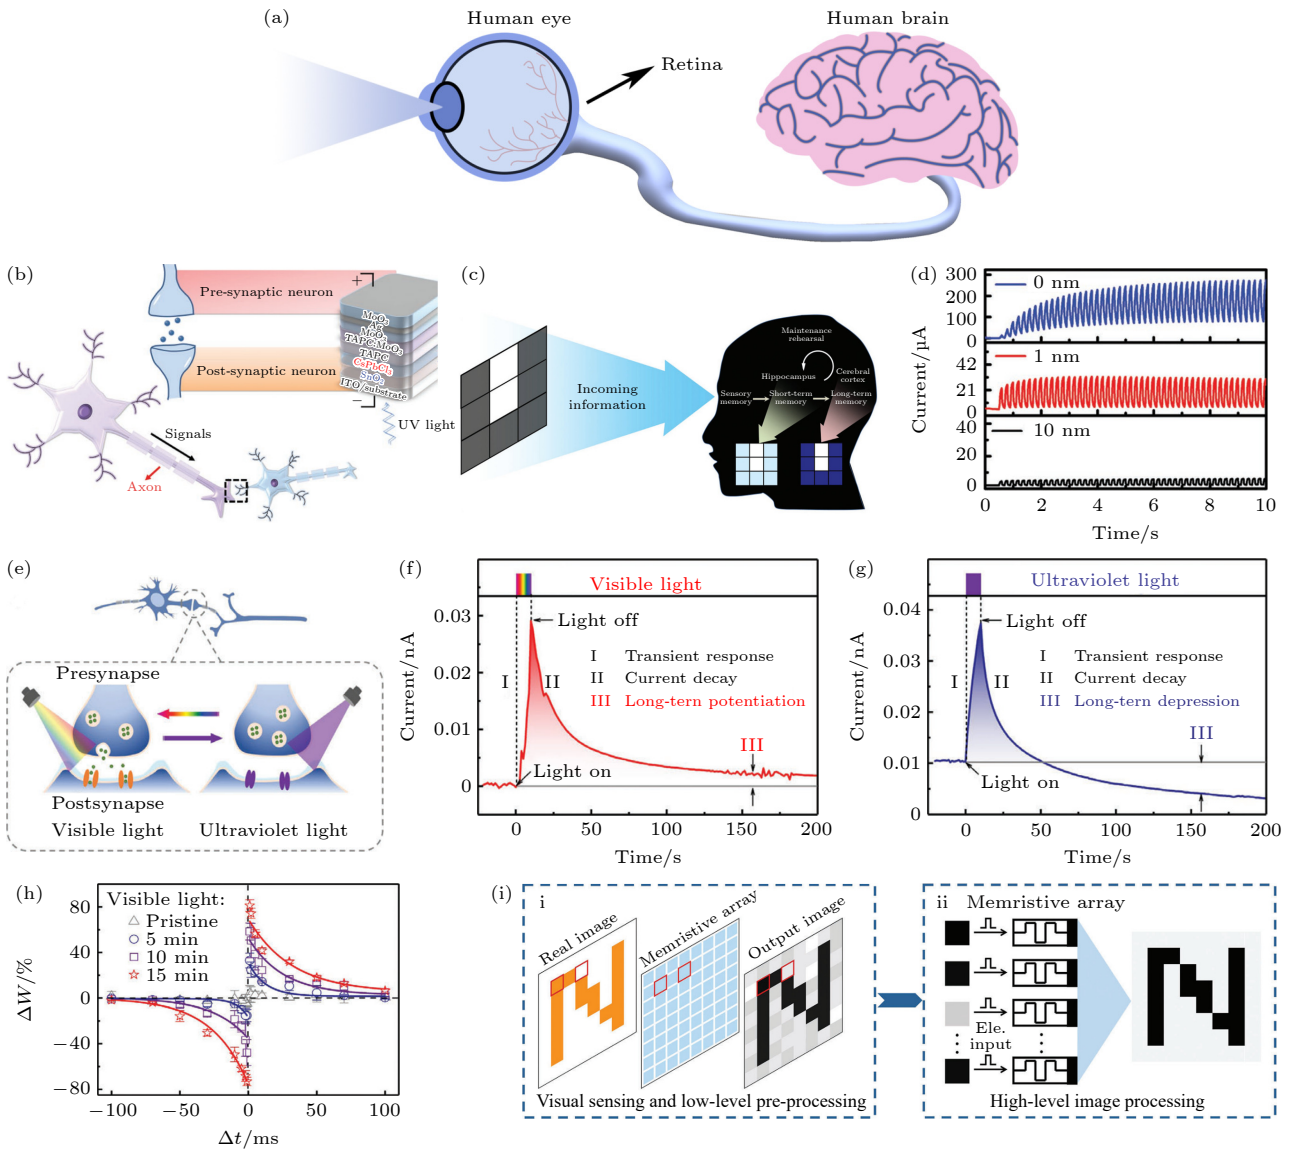 (a)
Human eye
Human brain
Retina
(b)
Pre-synaptic neuron
Post-synaptic neuron
+
MoO3
Ag
MoO3
TAPC:MoO3
TAPC
CsPbCl3
SnO2
ITO/substrate
−
UV light
Signals
Axon
(c)
Incoming
information
Maintenance
rehearsal
Hippocampus
Cerebral
cortex
Sensory
memory
Short-term
memory
Long-term
memory
(d)
Current/µA
300
200
100
0
0 nm
42
21
0
1 nm
40
20
0
10 nm
0 2 4 6 8 10
Time/s
(e)
Presynapse
Postsynapse
Visible light
Ultraviolet light
(f)
Visible light
Current/nA
0.03
0.02
0.01
0
Light off
I
II
I Transient response
II Current decay
III Long-tern potentiation
III
Light on
0 50 100 150 200
Time/s
(g)
Ultraviolet light
Current/nA
0.04
0.03
0.02
0.01
0
Light off
I
II
I Transient response
II Current decay
III Long-tern depression
III
Light on
0 50 100 150 200
Time/s
(h)
ΔW/%
80
40
0
−40
−80
Visible light:
Pristine
5 min
10 min
15 min
−100 −50 0 50 100
Δt/ms
(i)
i
Real image
Memristive array
Output image
Visual sensing and low-level pre-processing
ii
Memristive array
Ele.
input
High-level image processing